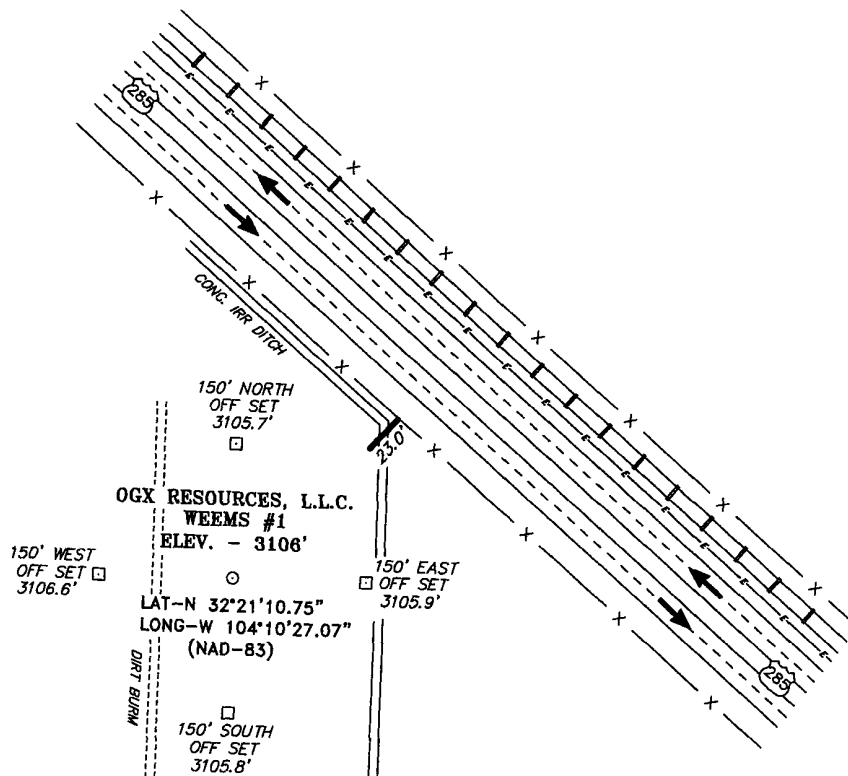 285
CONC. IRR DITCH
150' NORTH
OFF SET
3105.7'
23.0'
OGX RESOURCES, L.L.C.
WEEMS #1
ELEV. - 3106'
150' WEST
OFF SET
3106.6'
150' EAST
OFF SET
3105.9'
LAT-N 32°21'10.75"
LONG-W 104°10'27.07"
(NAD-83)
DIRT BURM
285
150' SOUTH
OFF SET
3105.8'